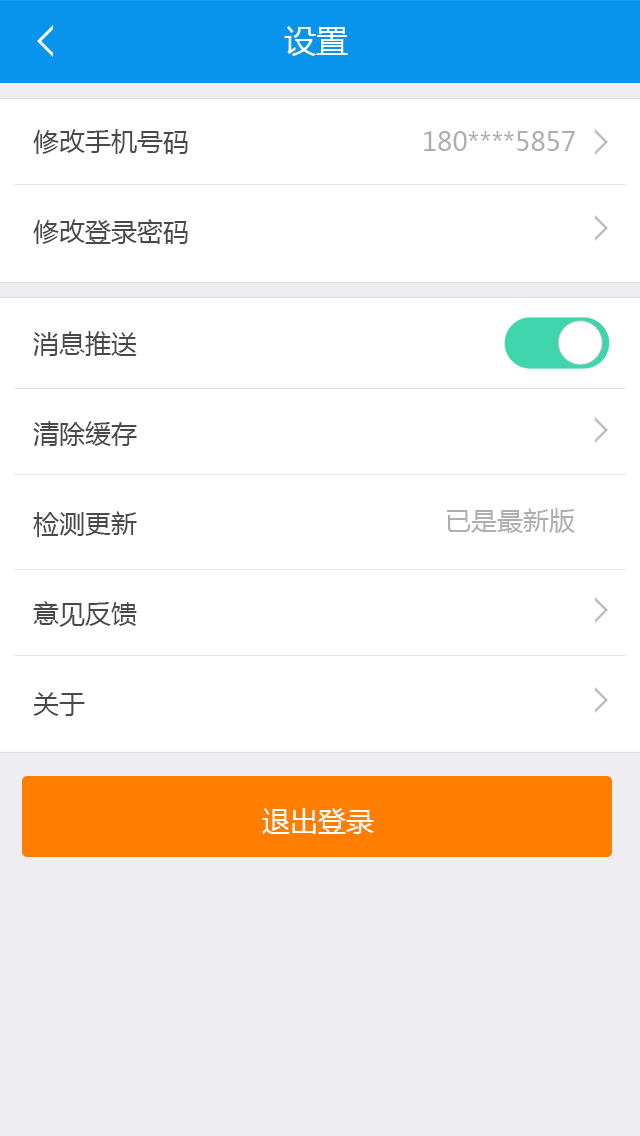 设置
修改手机号码 180****5857
修改登录密码
消息推送
清除缓存
检测更新 已是最新版
意见反馈
关于
退出登录